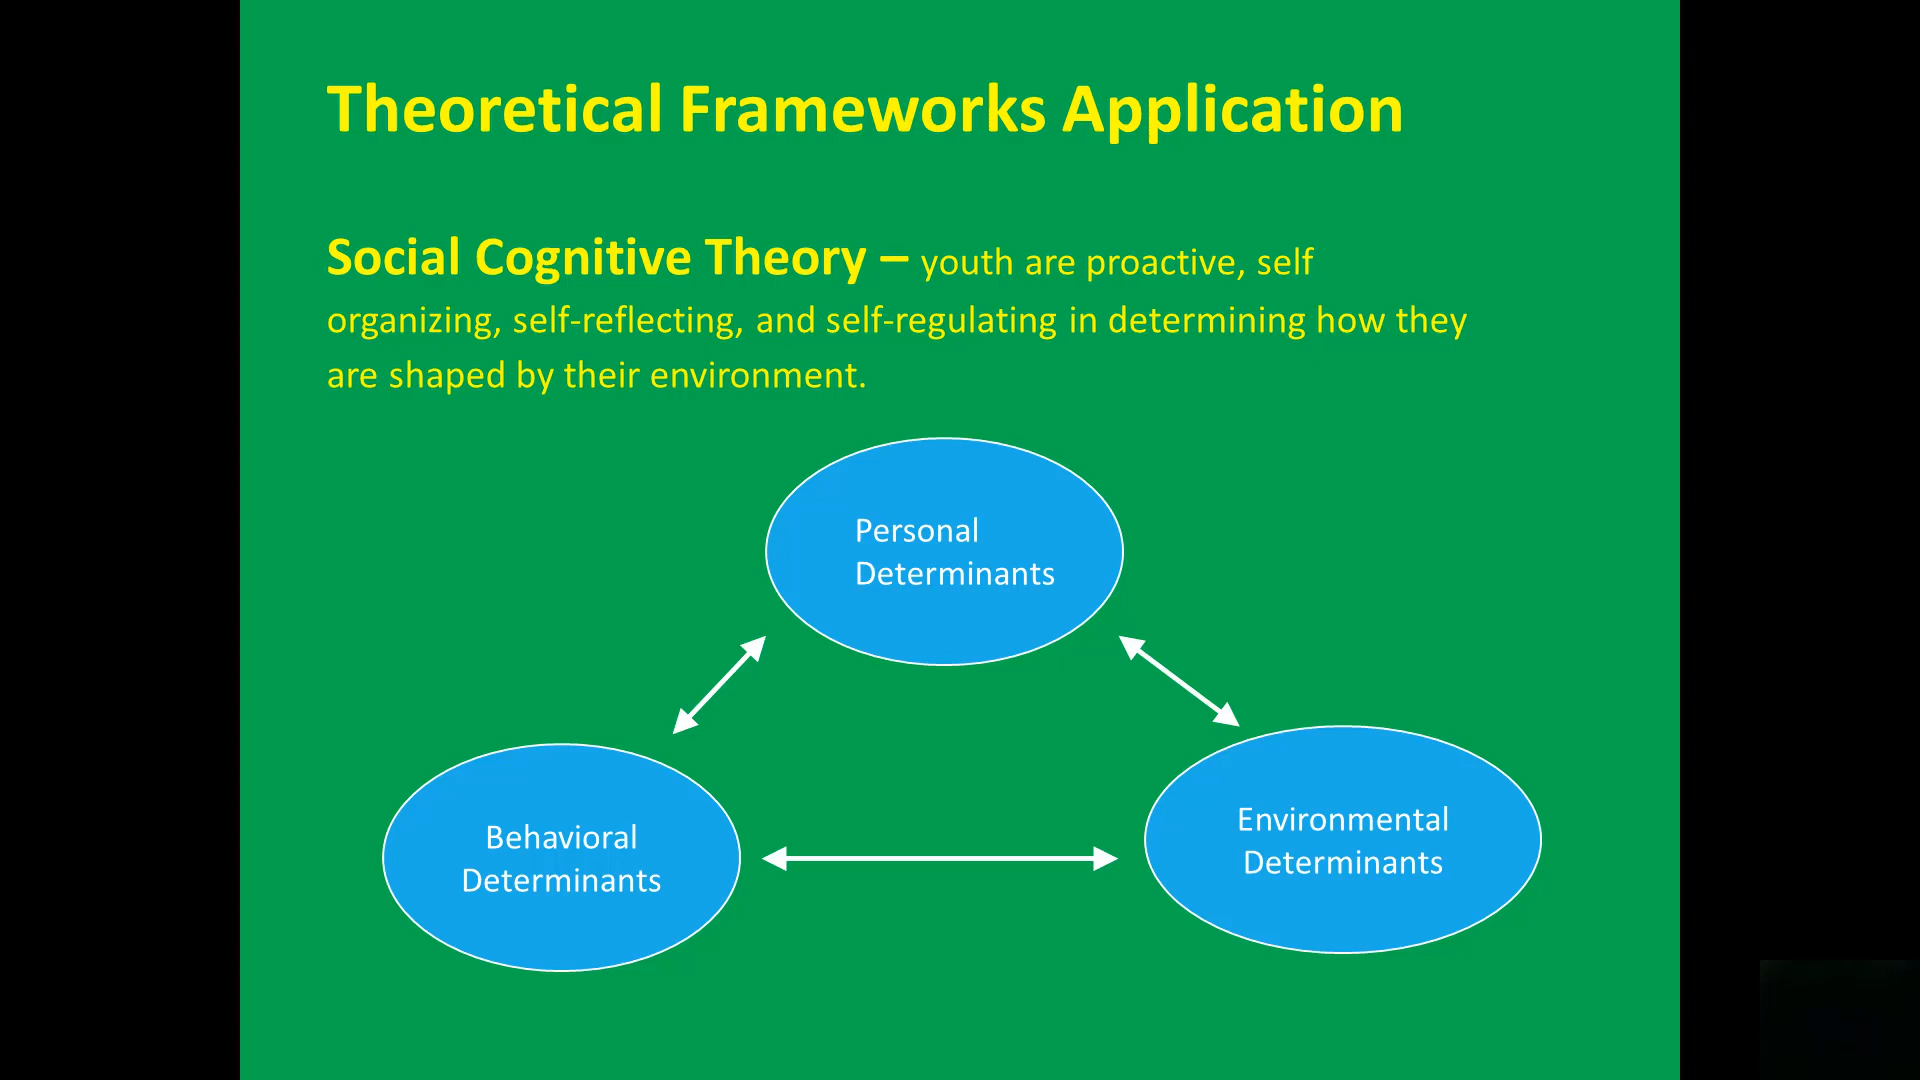 Theoretical Frameworks Application
Social Cognitive Theory – youth are proactive, self
organizing, self-reflecting, and self-regulating in determining how they
are shaped by their environment.
Personal
Determinants
Behavioral
Determinants
Environmental
Determinants